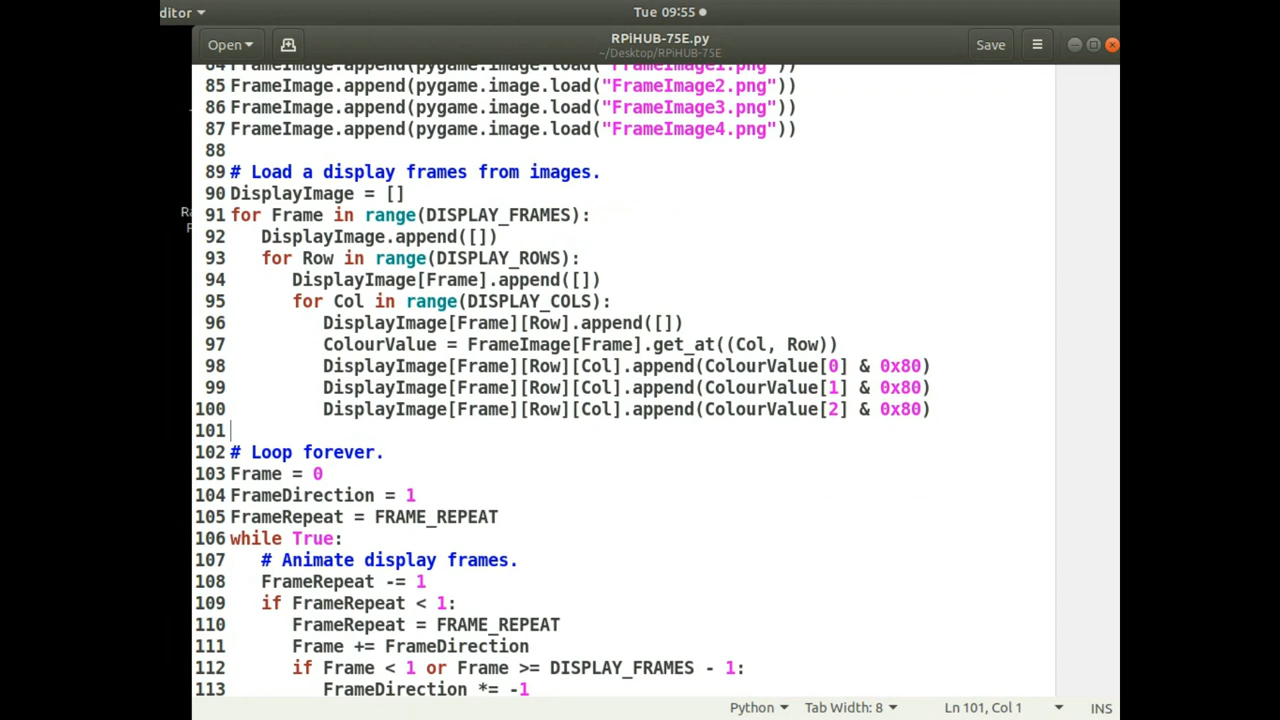 ditor
Tue 09:55
Open
RPiHUB-75E.py
~/Desktop/RPiHUB-75E
Save
84 FrameImage.append(pygame.image.load("FrameImage1.png"))
85 FrameImage.append(pygame.image.load("FrameImage2.png"))
86 FrameImage.append(pygame.image.load("FrameImage3.png"))
87 FrameImage.append(pygame.image.load("FrameImage4.png"))
88
89 # Load a display frames from images.
90 DisplayImage = []
91 for Frame in range(DISPLAY_FRAMES):
92 DisplayImage.append([])
93 for Row in range(DISPLAY_ROWS):
94 DisplayImage[Frame].append([])
95 for Col in range(DISPLAY_COLS):
96 DisplayImage[Frame][Row].append([])
97 ColourValue = FrameImage[Frame].get_at((Col, Row))
98 DisplayImage[Frame][Row][Col].append(ColourValue[0] & 0x80)
99 DisplayImage[Frame][Row][Col].append(ColourValue[1] & 0x80)
100 DisplayImage[Frame][Row][Col].append(ColourValue[2] & 0x80)
101
102 # Loop forever.
103 Frame = 0
104 FrameDirection = 1
105 FrameRepeat = FRAME_REPEAT
106 while True:
107 # Animate display frames.
108 FrameRepeat -= 1
109 if FrameRepeat < 1:
110 FrameRepeat = FRAME_REPEAT
111 Frame += FrameDirection
112 if Frame < 1 or Frame >= DISPLAY_FRAMES - 1:
113 FrameDirection *= -1
Python
Tab Width: 8
Ln 101, Col 1
INS